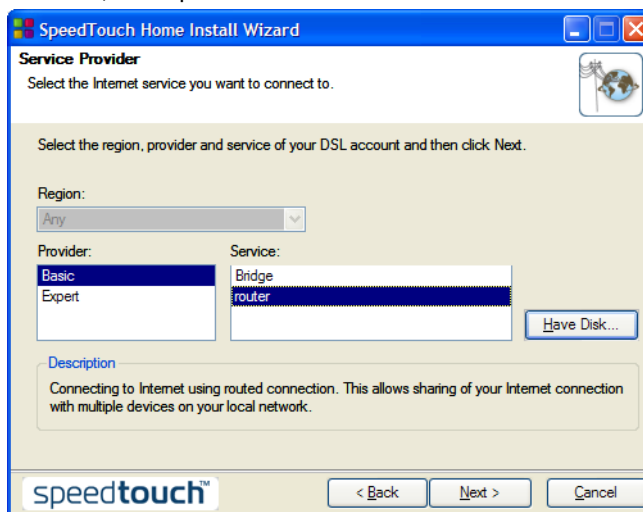 SpeedTouch Home Install Wizard
Service Provider
Select the Internet service you want to connect to.
Select the region, provider and service of your DSL account and then click Next.
Region:
Any
Provider:
Service:
Basic
Expert
Bridge
router
Have Disk...
Description
Connecting to Internet using routed connection. This allows sharing of your Internet connection
with multiple devices on your local network.
speedtouch™
< Back
Next >
Cancel